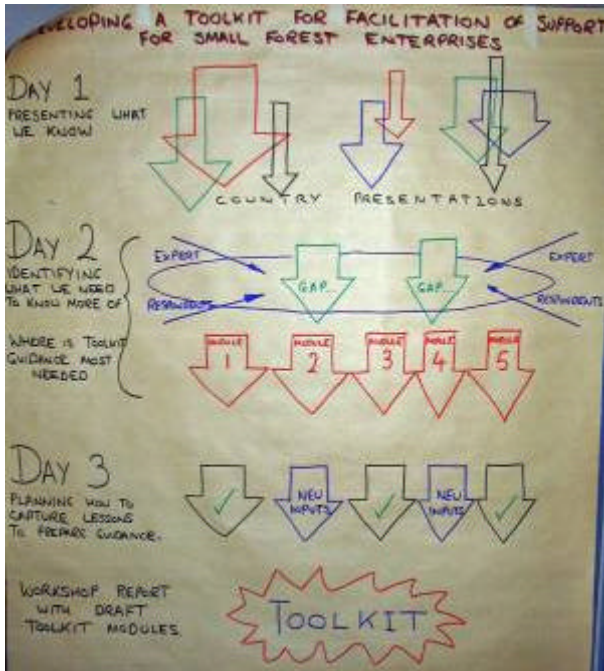 DEVELOPING A TOOLKIT FOR FACILITATION OF SUPPORT
FOR SMALL FOREST ENTERPRISES
DAY 1
PRESENTING WHAT
WE KNOW
COUNTRY PRESENTATIONS
DAY 2
IDENTIFYING
WHAT WE NEED
TO KNOW MORE OF
WHERE IS TOOLKIT
GUIDANCE MOST
NEEDED
EXPERT
RESPONDENTS
GAP...
GAP...
EXPERT
RESPONDENTS
MODULE
1
MODULE
2
MODULE
3
MODULE
4
MODULE
5
DAY 3
PLANNING HOW TO
CAPTURE LESSONS
TO PREPARE GUIDANCE.
NEW
INPUTS
NEW
INPUTS
WORKSHOP REPORT
WITH DRAFT
TOOLKIT MODULES
TOOLKIT